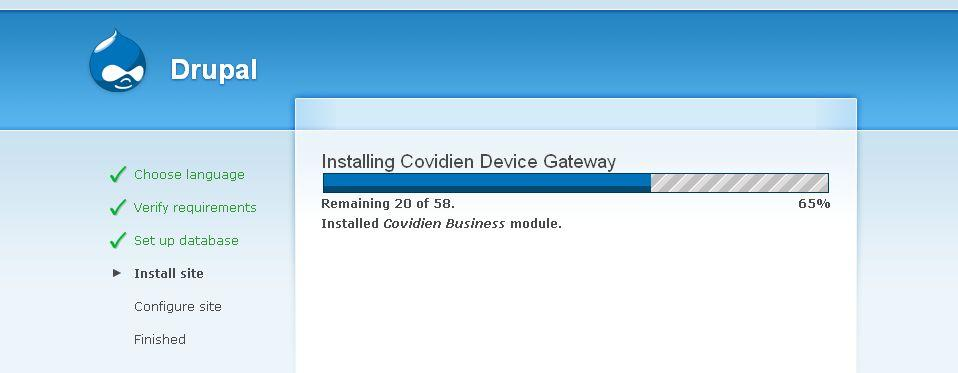 Drupal
Choose language
Verify requirements
Set up database
Install site
Configure site
Finished
Installing Covidien Device Gateway
Remaining 20 of 58. 65%
Installed Covidien Business module.